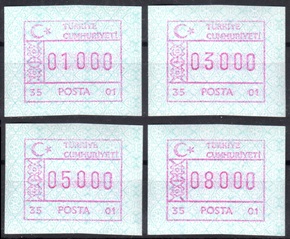 TÜRKİYE
CUMHURİYETİ
01000
35 POSTA 01
TÜRKİYE
CUMHURİYETİ
03000
35 POSTA 01
TÜRKİYE
CUMHURİYETİ
05000
35 POSTA 01
TÜRKİYE
CUMHURİYETİ
08000
35 POSTA 01